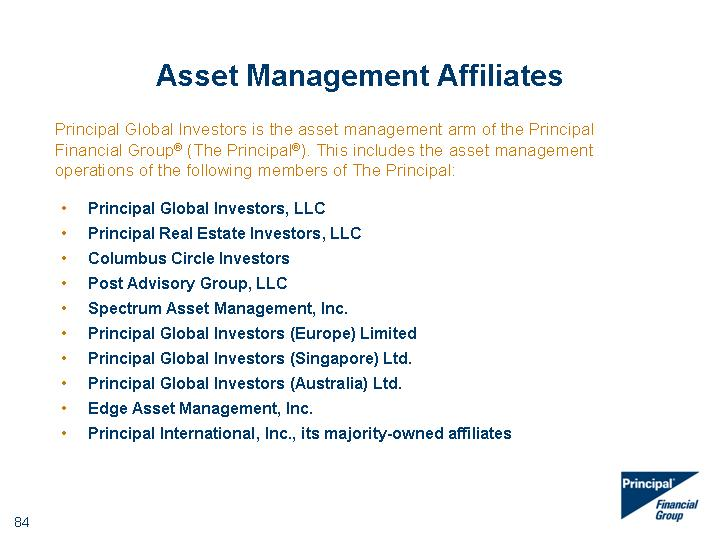 Asset Management Affiliates
Principal Global Investors is the asset management arm of the Principal
Financial Group® (The Principal®). This includes the asset management
operations of the following members of The Principal:
• Principal Global Investors, LLC
• Principal Real Estate Investors, LLC
• Columbus Circle Investors
• Post Advisory Group, LLC
• Spectrum Asset Management, Inc.
• Principal Global Investors (Europe) Limited
• Principal Global Investors (Singapore) Ltd.
• Principal Global Investors (Australia) Ltd.
• Edge Asset Management, Inc.
• Principal International, Inc. , its majority-owned affiliates
Principal®
Financial
Group
84